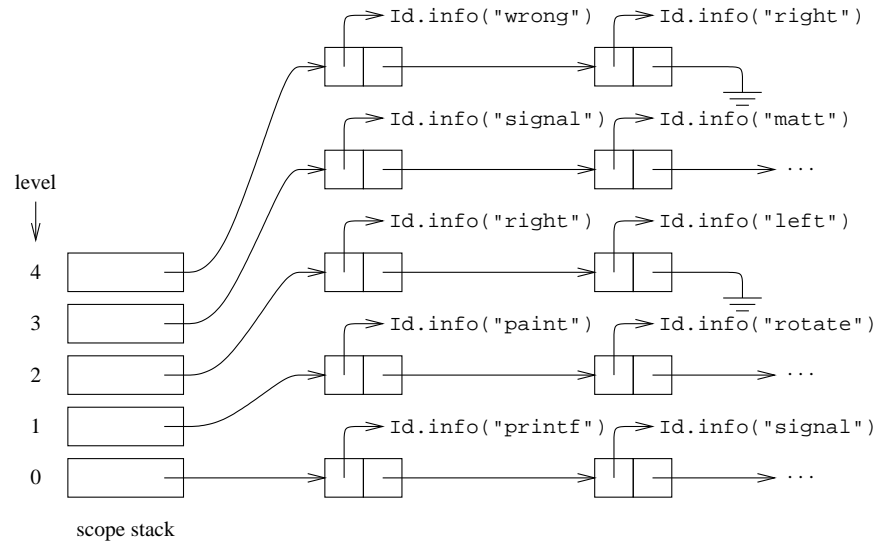 Id.info("wrong") Id.info("right")
Id.info("signal") Id.info("matt")
...
level
Id.info("right") Id.info("left")
4
3
Id.info("paint") Id.info("rotate")
2
...
1
Id.info("printf") Id.info("signal")
0
...
scope stack